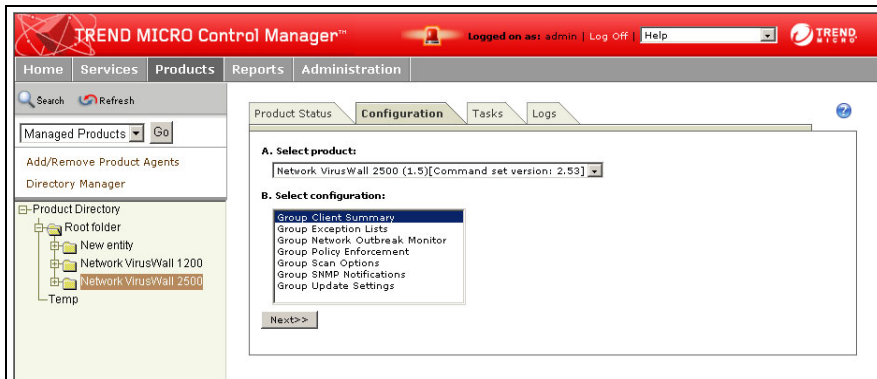 TREND MICRO Control Manager™
Logged on as: admin | Log Off | Help
TREND MICRO
Home Services Products Reports Administration
Search Refresh
Managed Products Go
Add/Remove Product Agents
Directory Manager
Product Directory
Root folder
New entity
Network VirusWall 1200
Network VirusWall 2500
Temp
Product Status Configuration Tasks Logs
A. Select product:
Network VirusWall 2500 (1.5)[Command set version: 2.53]
B. Select configuration:
Group Client Summary
Group Exception Lists
Group Network Outbreak Monitor
Group Policy Enforcement
Group Scan Options
Group SNMP Notifications
Group Update Settings
Next>>